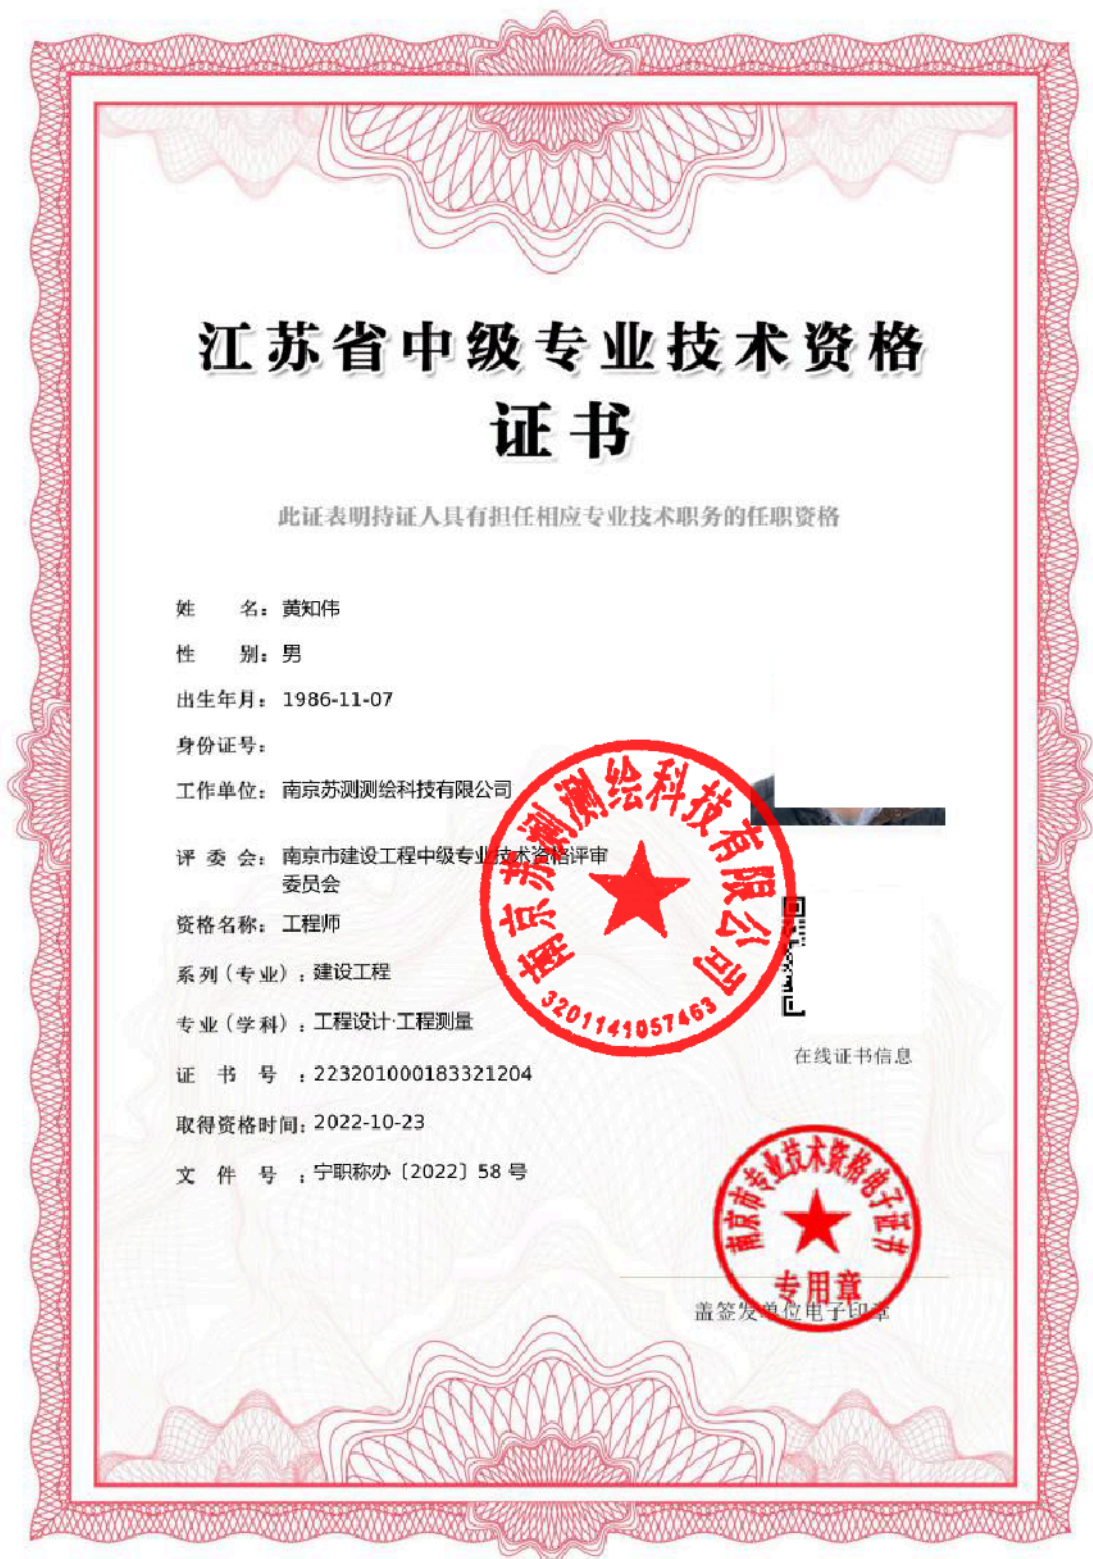 江苏省中级专业技术资格
证书
此证表明持证人具有担任相应专业技术职务的任职资格
姓 名：黄知伟
性 别：男
出生年月：1986-11-07
身份证号：
工作单位：南京苏测测绘科技有限公司
评委会：南京市建设工程中级专业技术资格评审
委员会
资格名称：工程师
系列（专业）：建设工程
专业（学科）：工程设计·工程测量
证书号：223201000183321204
取得资格时间：2022-10-23
文件号：宁职称办〔2022〕58 号
南京苏测测绘科技有限公司
3201141057463
在线证书信息
南京市专业技术资格电子证书
专用章
盖签发单位电子印章